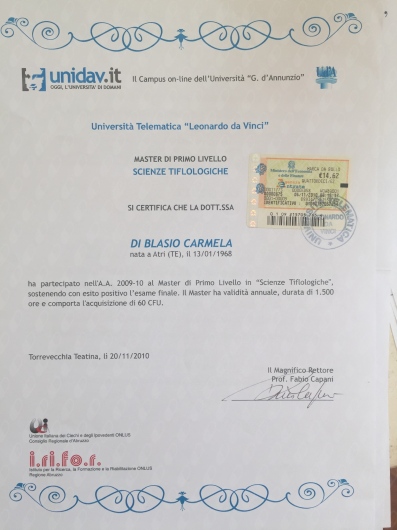 unidav.it
OGGI, L'UNIVERSITA' DI DOMANI
Il Campus on-line dell'Università "G. d'Annunzio"
Università Telematica "Leonardo da Vinci"
MASTER DI PRIMO LIVELLO
SCIENZE TIFLOLOGICHE
MARCA DA BOLLO
€14,62
SI CERTIFICA CHE LA DOTT.SSA
DI BLASIO CARMELA
nata a Atri (TE), il 13/01/1968
ha partecipato nell'A.A. 2009-10 al Master di Primo Livello in "Scienze Tiflologiche",
sostenendo con esito positivo l'esame finale. Il Master ha validità annuale, durata di 1.500
ore e comporta l'acquisizione di 60 CFU.
Torrevecchia Teatina, lì 20/11/2010
Il Magnifico Rettore
Prof. Fabio Capani
Unione Italiana dei Ciechi e degli Ipovedenti ONLUS
Consiglio Regionale d'Abruzzo
i.ri.fo.r.
Istituto per la Ricerca, la Formazione e la Riabilitazione ONLUS
Regione Abruzzo